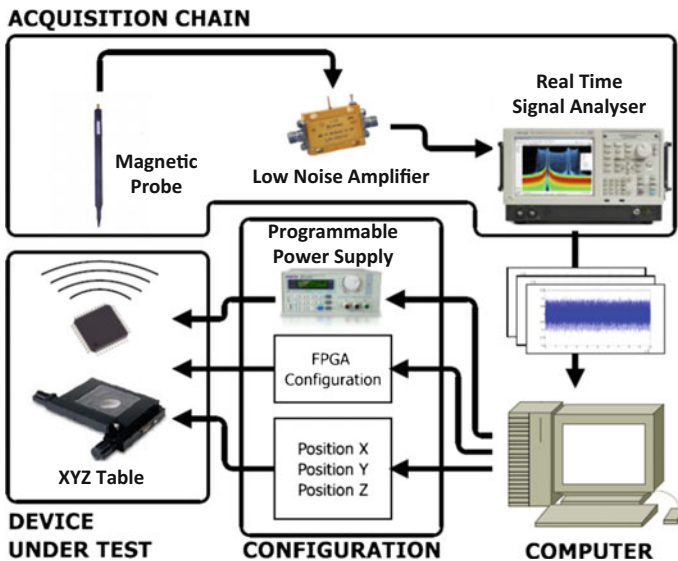 ACQUISITION CHAIN
Magnetic
Probe
Low Noise Amplifier
Real Time
Signal Analyser
Programmable
Power Supply
FPGA
Configuration
Position X
Position Y
Position Z
XYZ Table
DEVICE
UNDER TEST
CONFIGURATION
COMPUTER